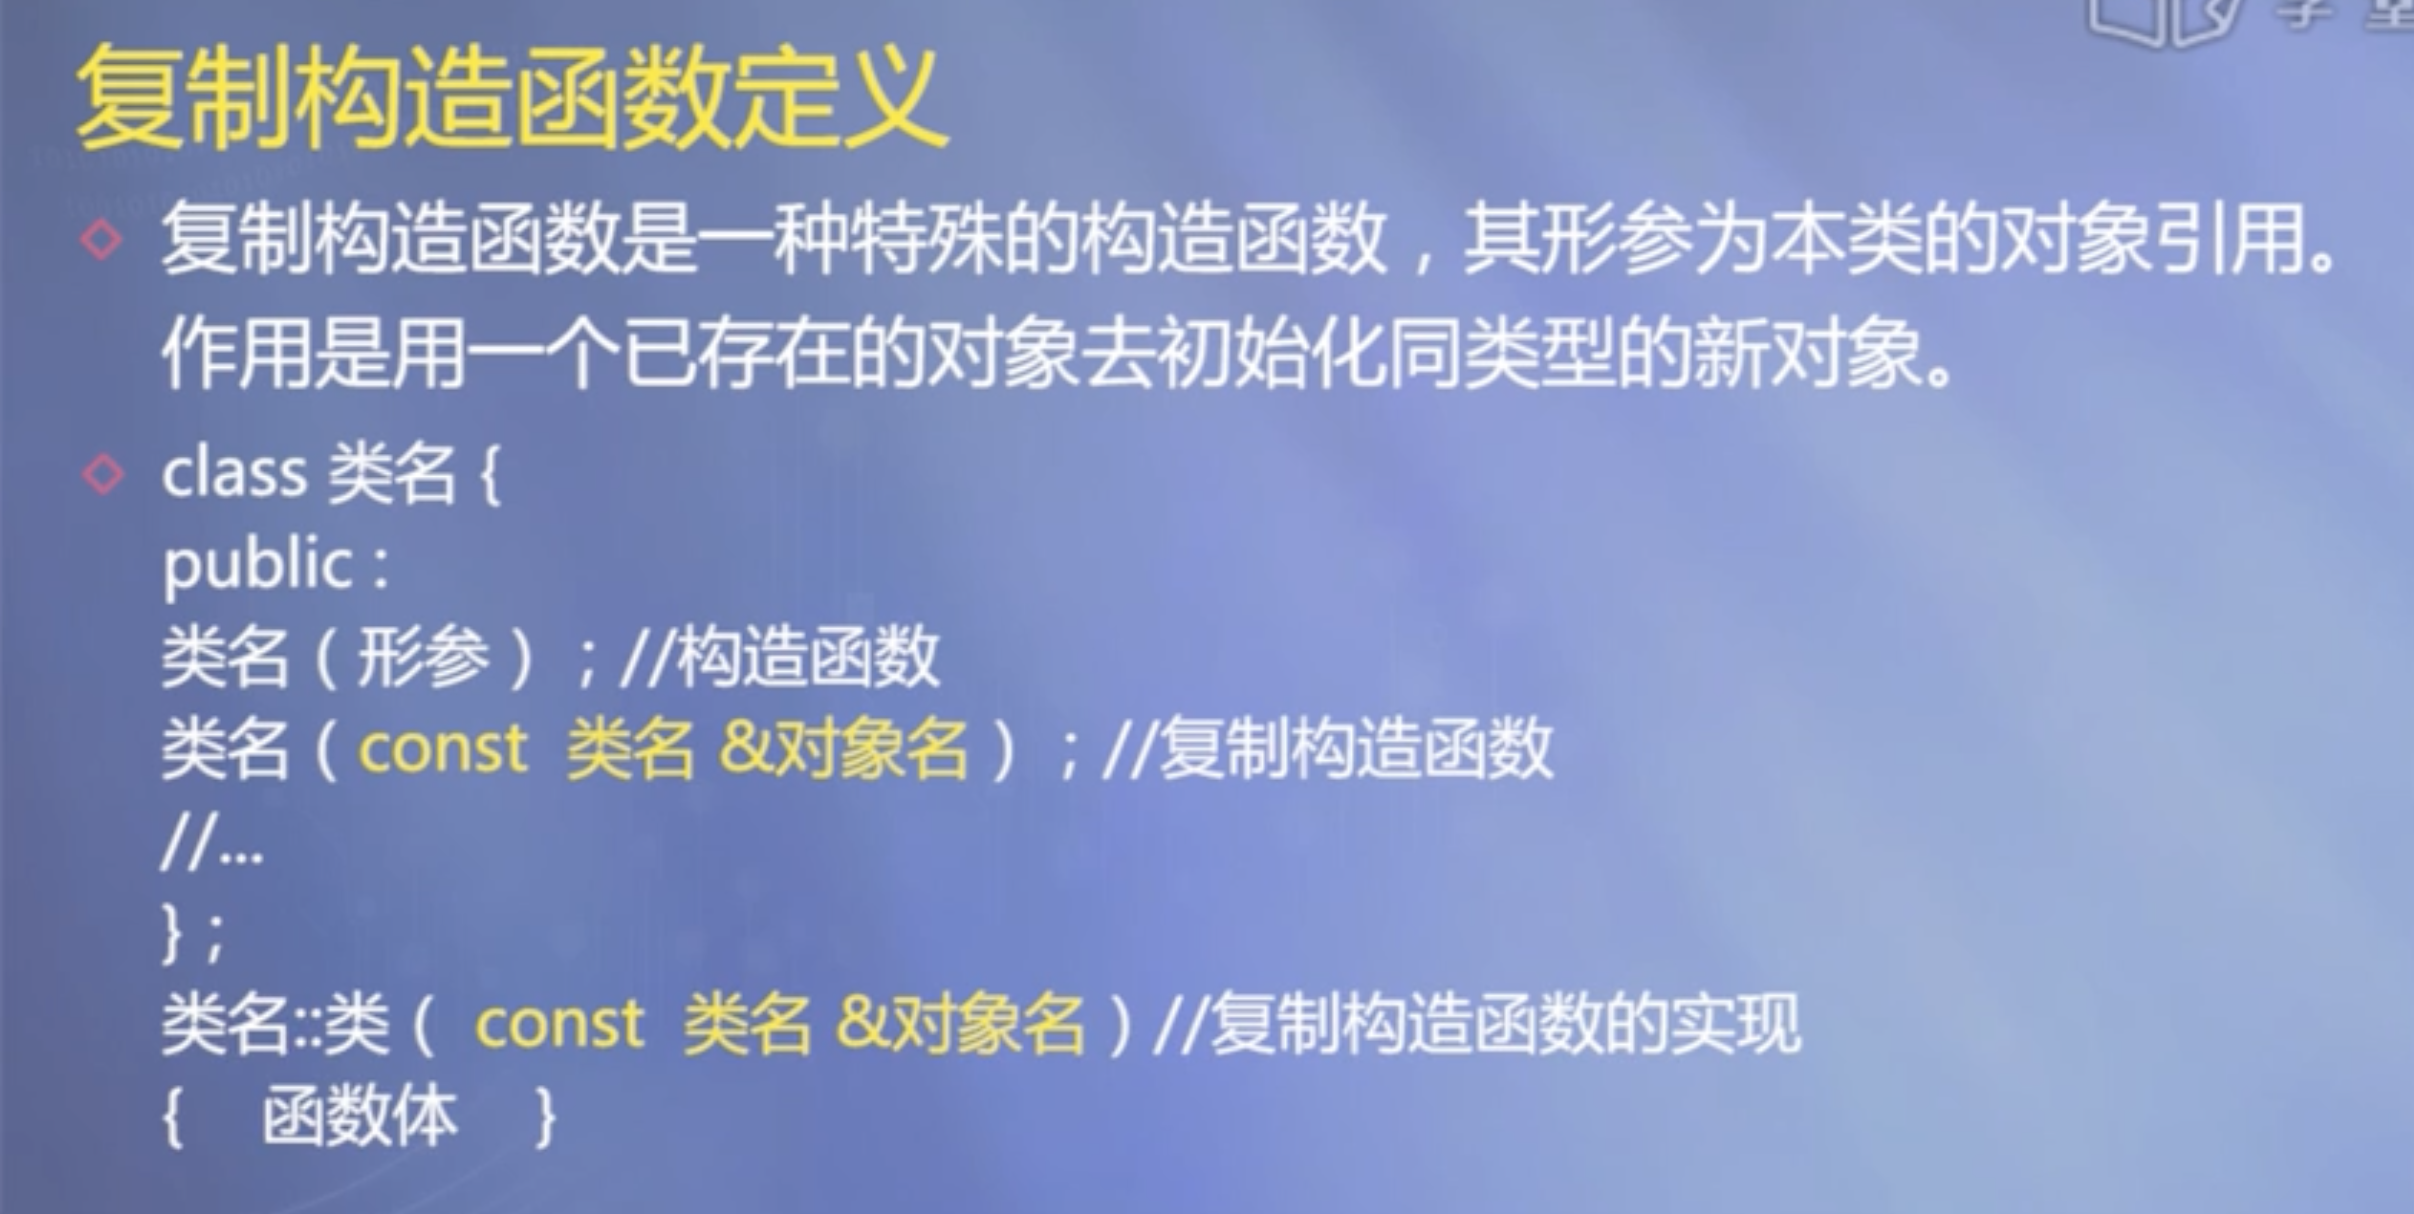 复制构造函数定义
复制构造函数是一种特殊的构造函数，其形参为本类的对象引用。
作用是用一个已存在的对象去初始化同类型的新对象。
class 类名 {
public :
类名（形参）；//构造函数
类名（const 类名 &对象名）；//复制构造函数
//...
}；
类名::类（ const 类名 &对象名）//复制构造函数的实现
{ 函数体 }